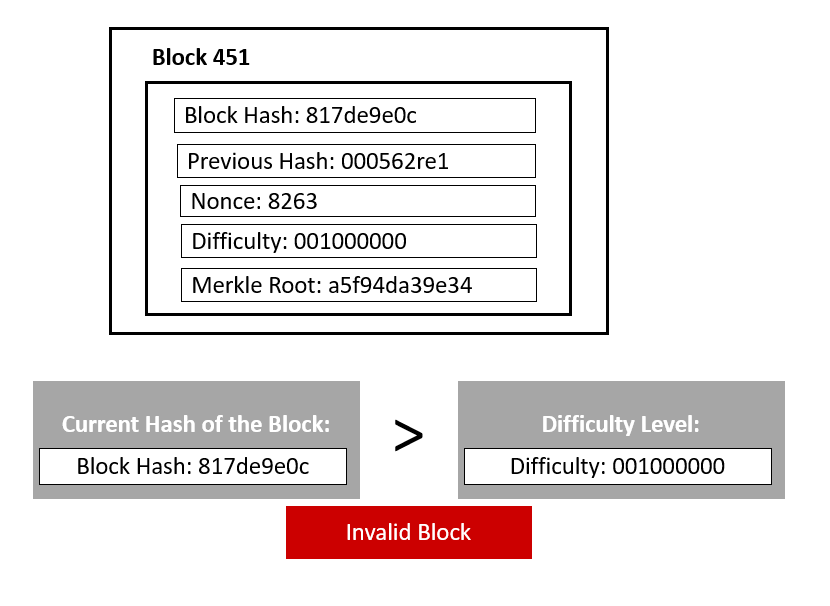 Block 451
Block Hash: 817de9e0c
Previous Hash: 000562re1
Nonce: 8263
Difficulty: 001000000
Merkle Root: a5f94da39e34
Current Hash of the Block:
Block Hash: 817de9e0c
>
Difficulty Level:
Difficulty: 001000000
Invalid Block